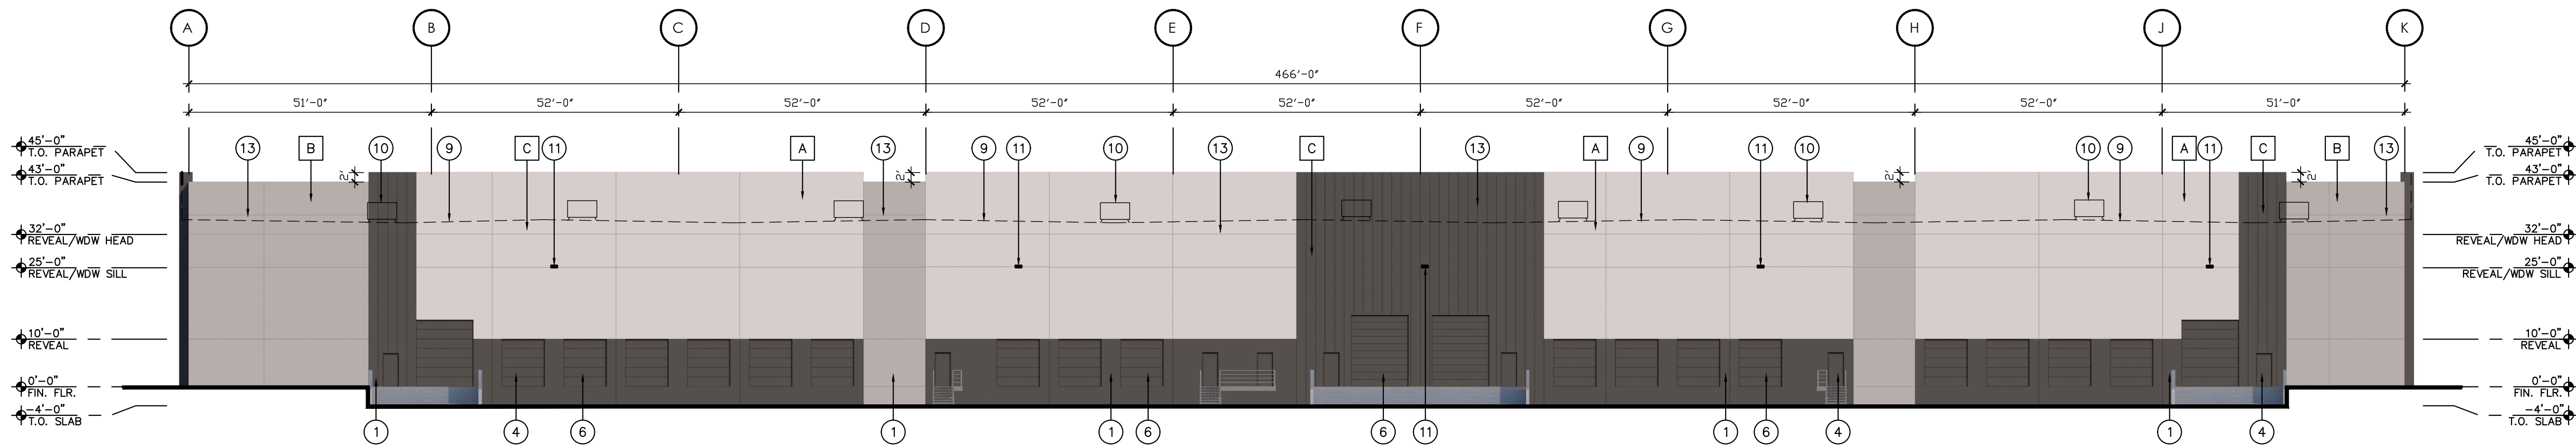 A B C D E F G H J K
466'-0"
51'-0" 52'-0" 52'-0" 52'-0" 52'-0" 52'-0" 52'-0" 52'-0" 51'-0"
13 B 10 9 C 11 A 13 9 11 10 13 C 13 A 9 11 10 10 9 A 11 C B 13
45'-0"
T.O. PARAPET
43'-0"
T.O. PARAPET
32'-0"
REVEAL/WDW HEAD
25'-0"
REVEAL/WDW SILL
10'-0"
REVEAL
0'-0"
FIN. FLR.
-4'-0"
T.O. SLAB
2' 2' 2' 2'
45'-0"
T.O. PARAPET
43'-0"
T.O. PARAPET
32'-0"
REVEAL/WDW HEAD
25'-0"
REVEAL/WDW SILL
10'-0"
REVEAL
0'-0"
FIN. FLR.
-4'-0"
T.O. SLAB
1 4 6 1 1 6 6 11 1 6 4 1 4